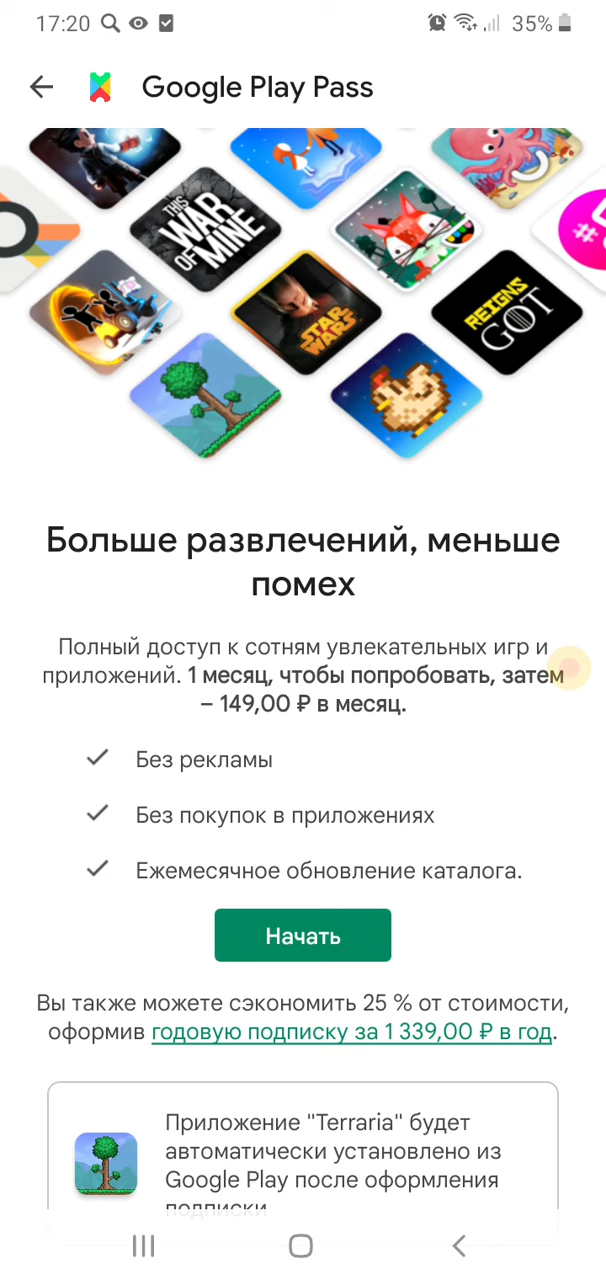 17:20
35%
Google Play Pass
THIS
WAR
OF MINE
#
STAR
WARS
REIGNS
GOT
Больше развлечений, меньше
помех
Полный доступ к сотням увлекательных игр и
приложений. 1 месяц, чтобы попробовать, затем
– 149,00 ₽ в месяц.
Без рекламы
Без покупок в приложениях
Ежемесячное обновление каталога.
Начать
Вы также можете сэкономить 25 % от стоимости,
оформив годовую подписку за 1 339,00 ₽ в год.
Приложение "Terraria" будет
автоматически установлено из
Google Play после оформления
подписки